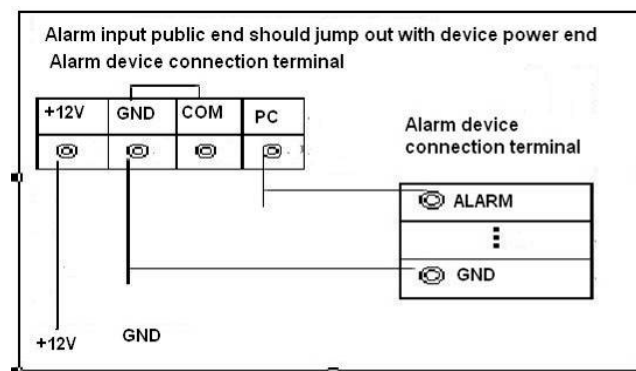 Alarm input public end should jump out with device power end
Alarm device connection terminal
+12V GND COM PC
Alarm device
connection terminal
ALARM
GND
+12V GND